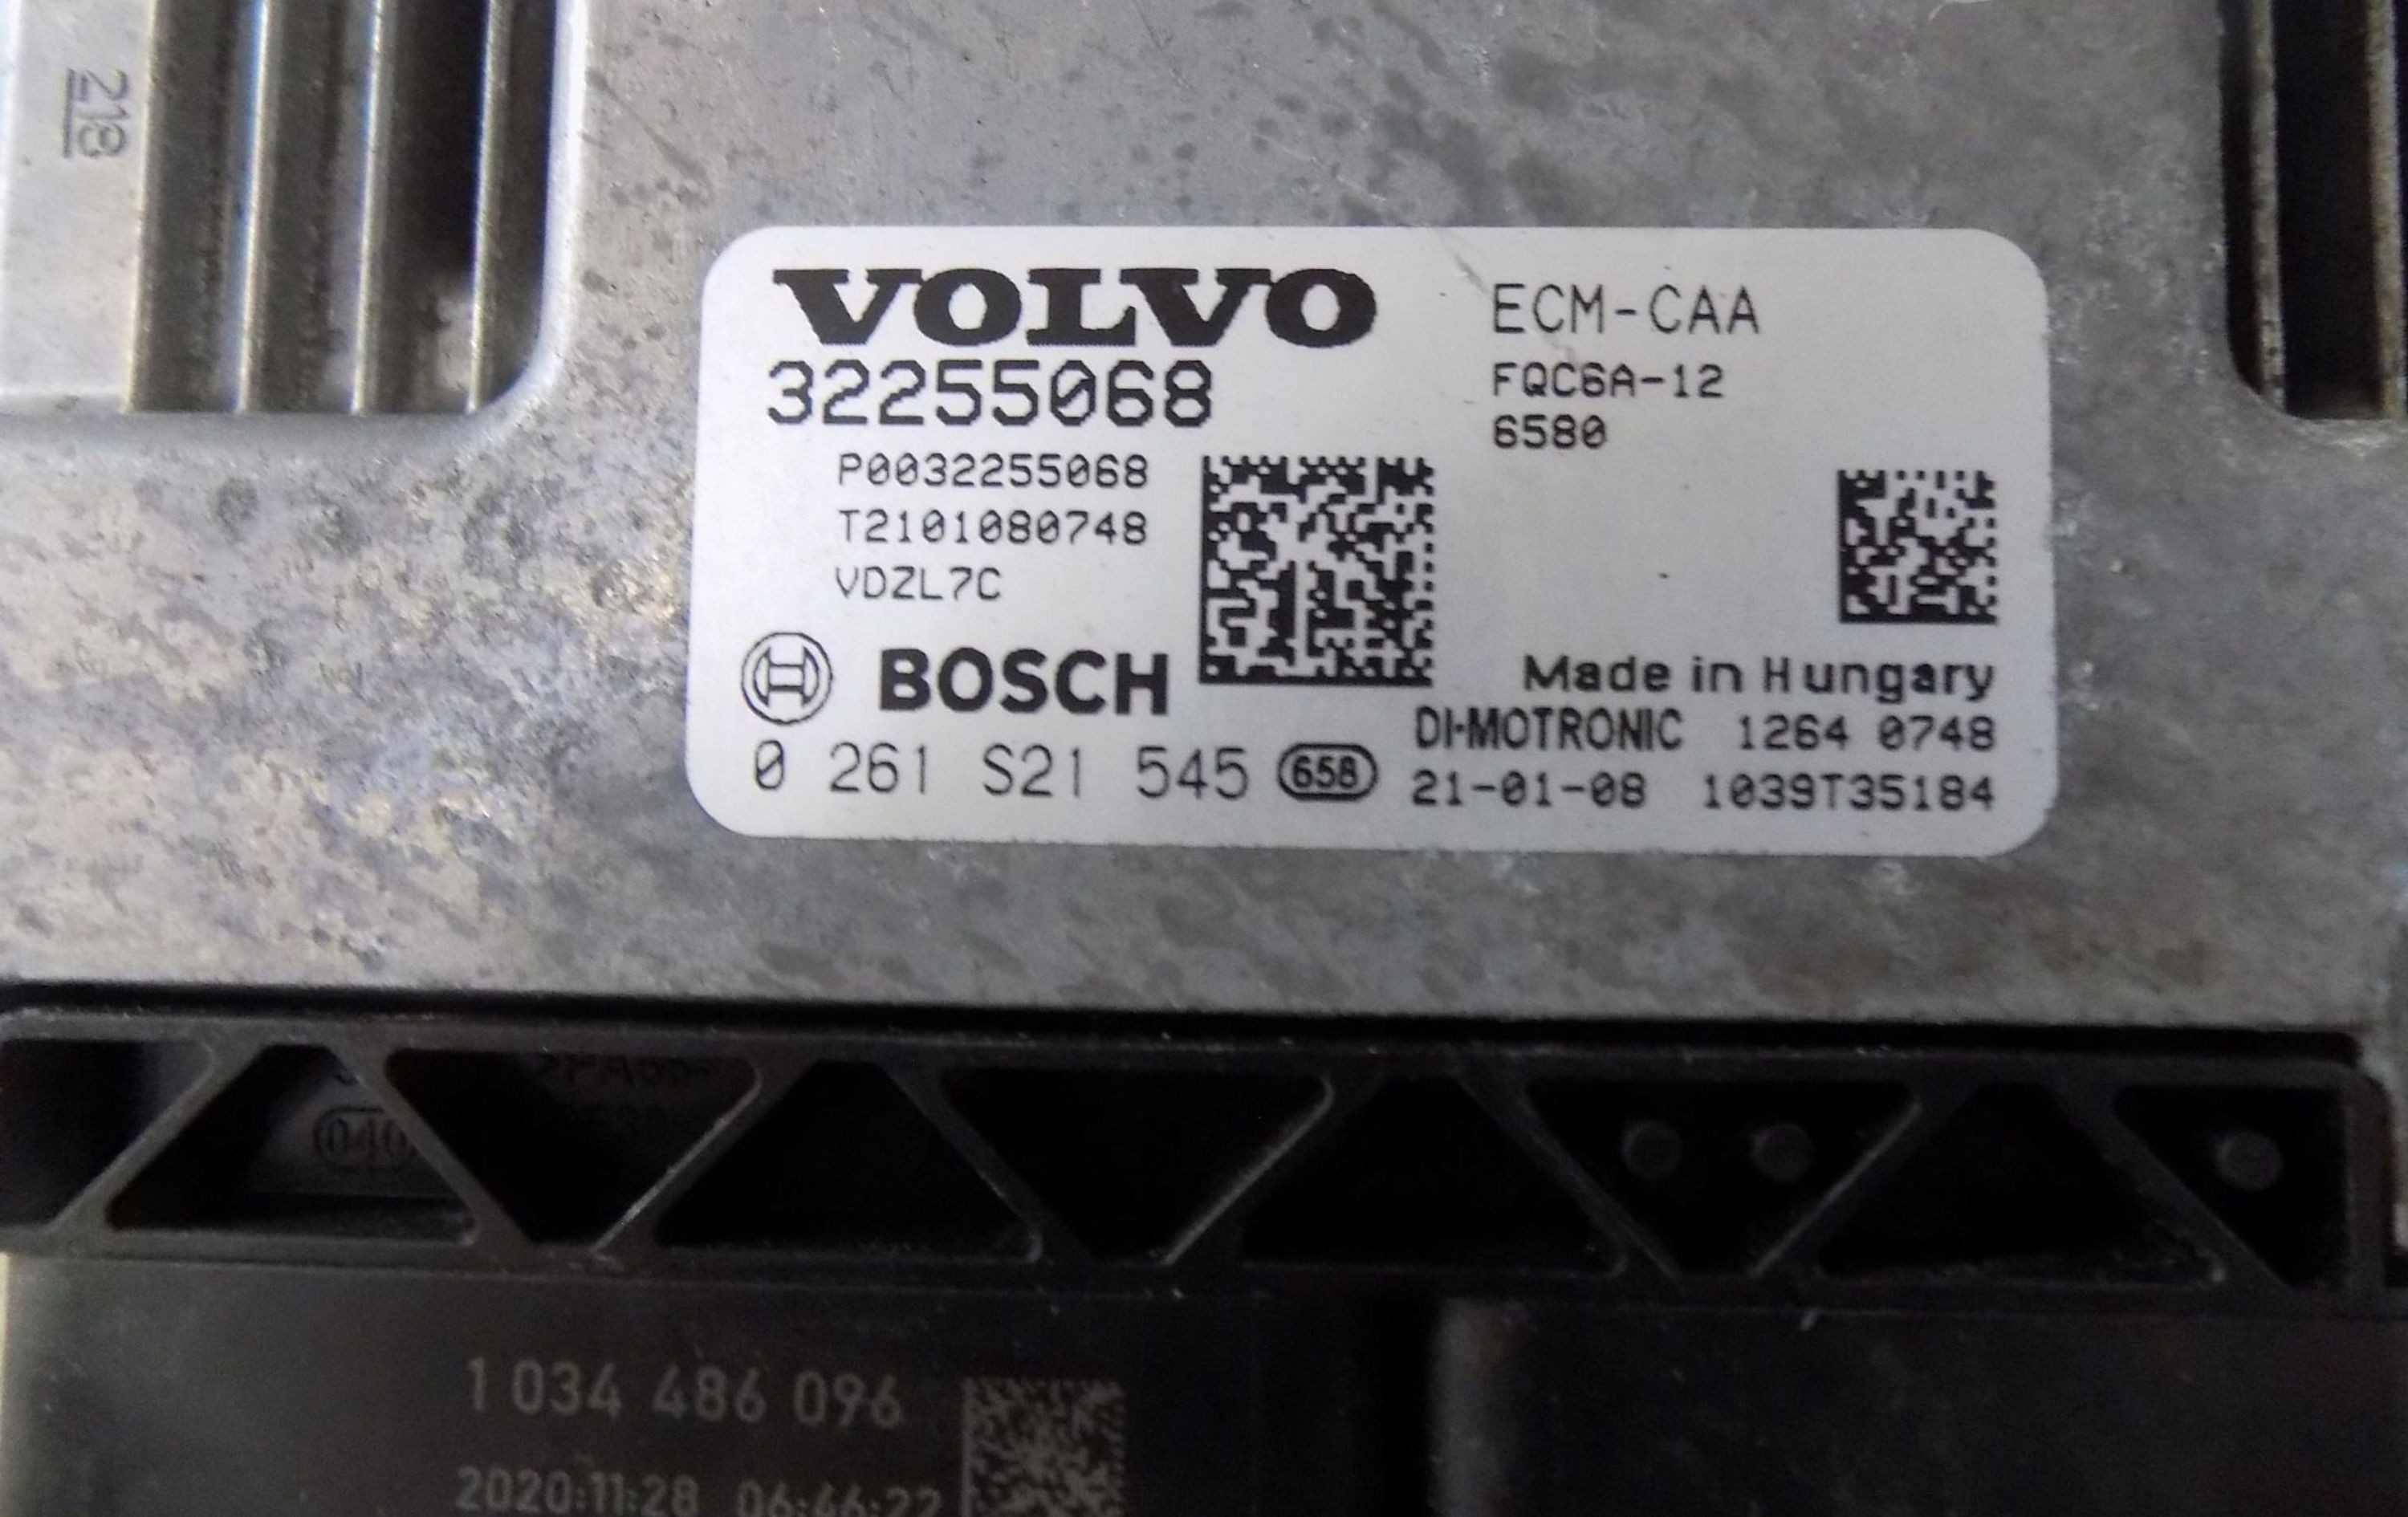 218
VOLVO
ECM-CAA
32255068
FQC6A-12
6580
P0032255068
T2101080748
VDZL7C
BOSCH
Made in Hungary
DI-MOTRONIC 1264 0748
0 261 S21 545 658
21-01-08 1039T35184
040
1 034 486 096
2020:11:28 06:46:22